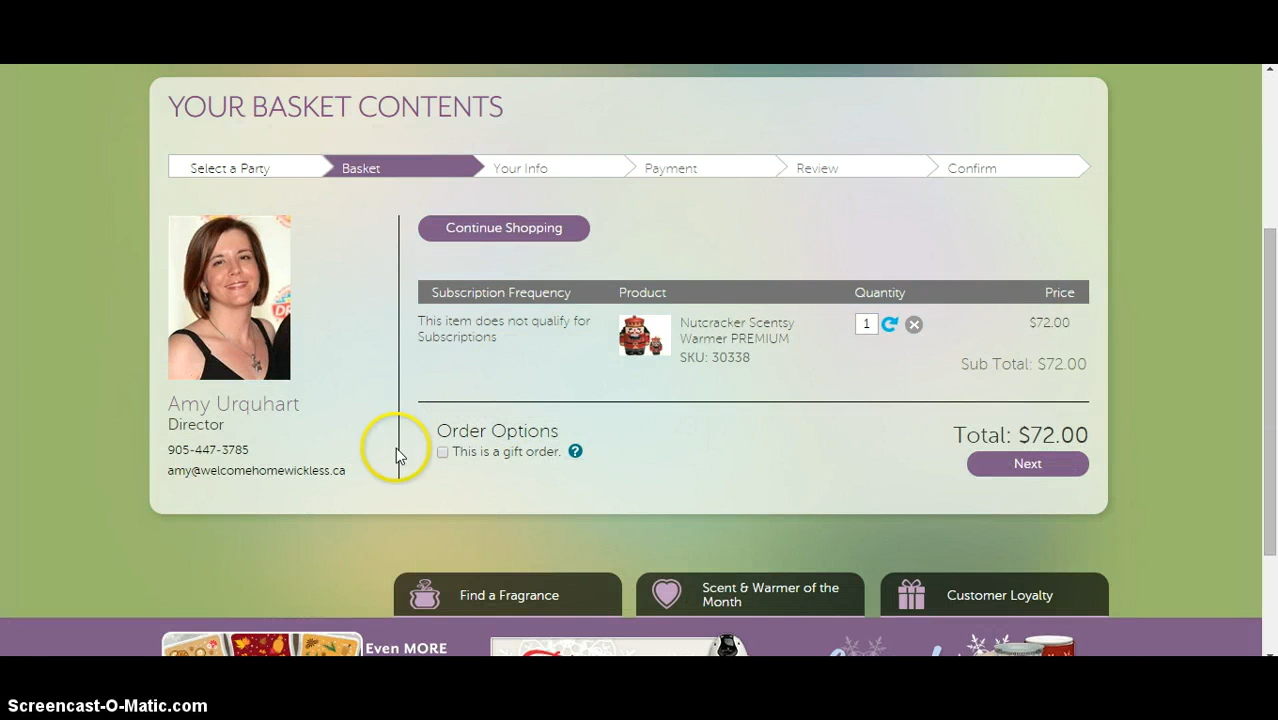 YOUR BASKET CONTENTS
Select a Party
Basket
Your Info
Payment
Review
Confirm
Continue Shopping
Subscription Frequency
Product
Quantity
Price
This item does not qualify for
Subscriptions
Nutcracker Scentsy
Warmer PREMIUM
SKU: 30338
1
$72.00
Sub Total: $72.00
Amy Urquhart
Director
905-447-3785
amy@welcomehomewickless.ca
Order Options
This is a gift order. ?
Total: $72.00
Next
Find a Fragrance
Scent & Warmer of the
Month
Customer Loyalty
Even MORE
Screencast-O-Matic.com